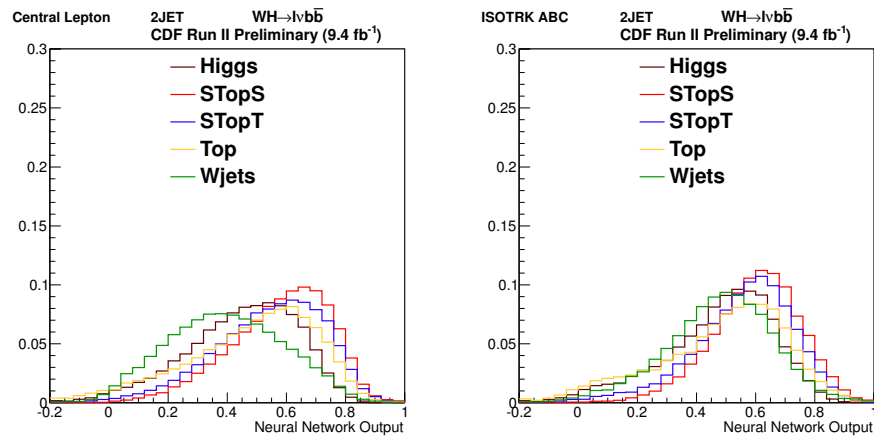 Central Lepton 2JET WH→lνbb̅
CDF Run II Preliminary (9.4 fb⁻¹)
0.3
0.25
0.2
0.15
0.1
0.05
0
Higgs
STopS
STopT
Top
Wjets
-0.2 0 0.2 0.4 0.6 0.8 1
Neural Network Output
ISOTRK ABC 2JET WH→lνbb̅
CDF Run II Preliminary (9.4 fb⁻¹)
0.3
0.25
0.2
0.15
0.1
0.05
0
Higgs
STopS
STopT
Top
Wjets
-0.2 0 0.2 0.4 0.6 0.8 1
Neural Network Output